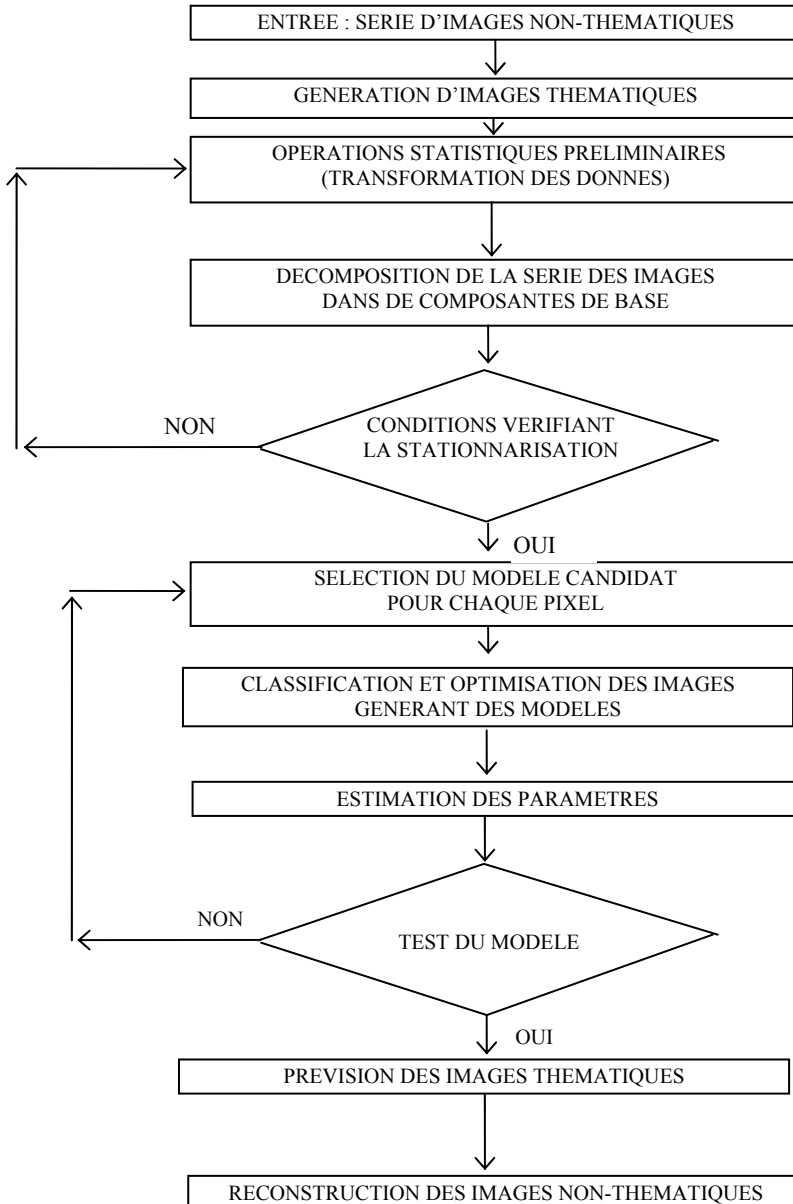 ENTREE : SERIE D'IMAGES NON-THEMATIQUES
GENERATION D'IMAGES THEMATIQUES
OPERATIONS STATISTIQUES PRELIMINAIRES
(TRANSFORMATION DES DONNES)
DECOMPOSITION DE LA SERIE DES IMAGES
DANS DE COMPOSANTES DE BASE
NON
CONDITIONS VERIFIANT
LA STATIONNARISATION
OUI
SELECTION DU MODELE CANDIDAT
POUR CHAQUE PIXEL
CLASSIFICATION ET OPTIMISATION DES IMAGES
GENERANT DES MODELES
ESTIMATION DES PARAMETRES
NON
TEST DU MODELE
OUI
PREVISION DES IMAGES THEMATIQUES
RECONSTRUCTION DES IMAGES NON-THEMATIQUES